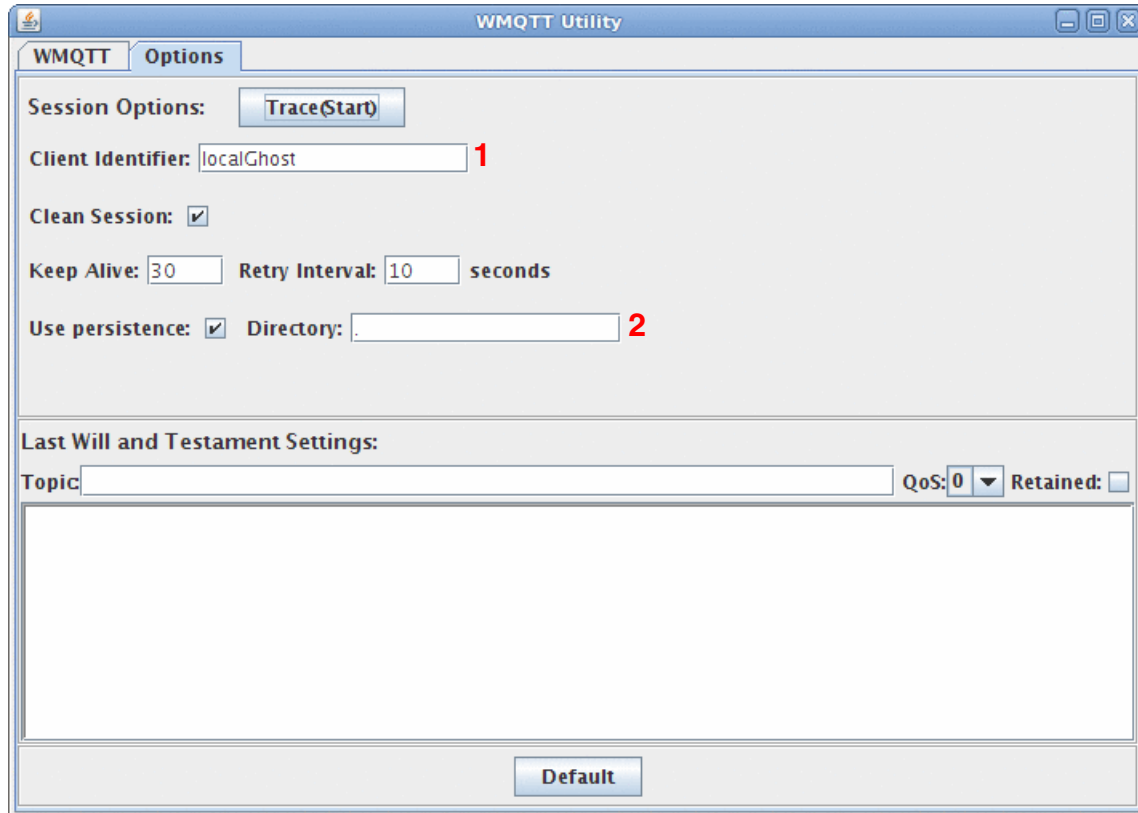 WMQTT Utility
WMQTT Options
Session Options: Trace(Start)
Client Identifier: localGhost 1
Clean Session:
Keep Alive: 30 Retry Interval: 10 seconds
Use persistence: Directory: . 2
Last Will and Testament Settings:
Topic QoS: 0 Retained:
Default